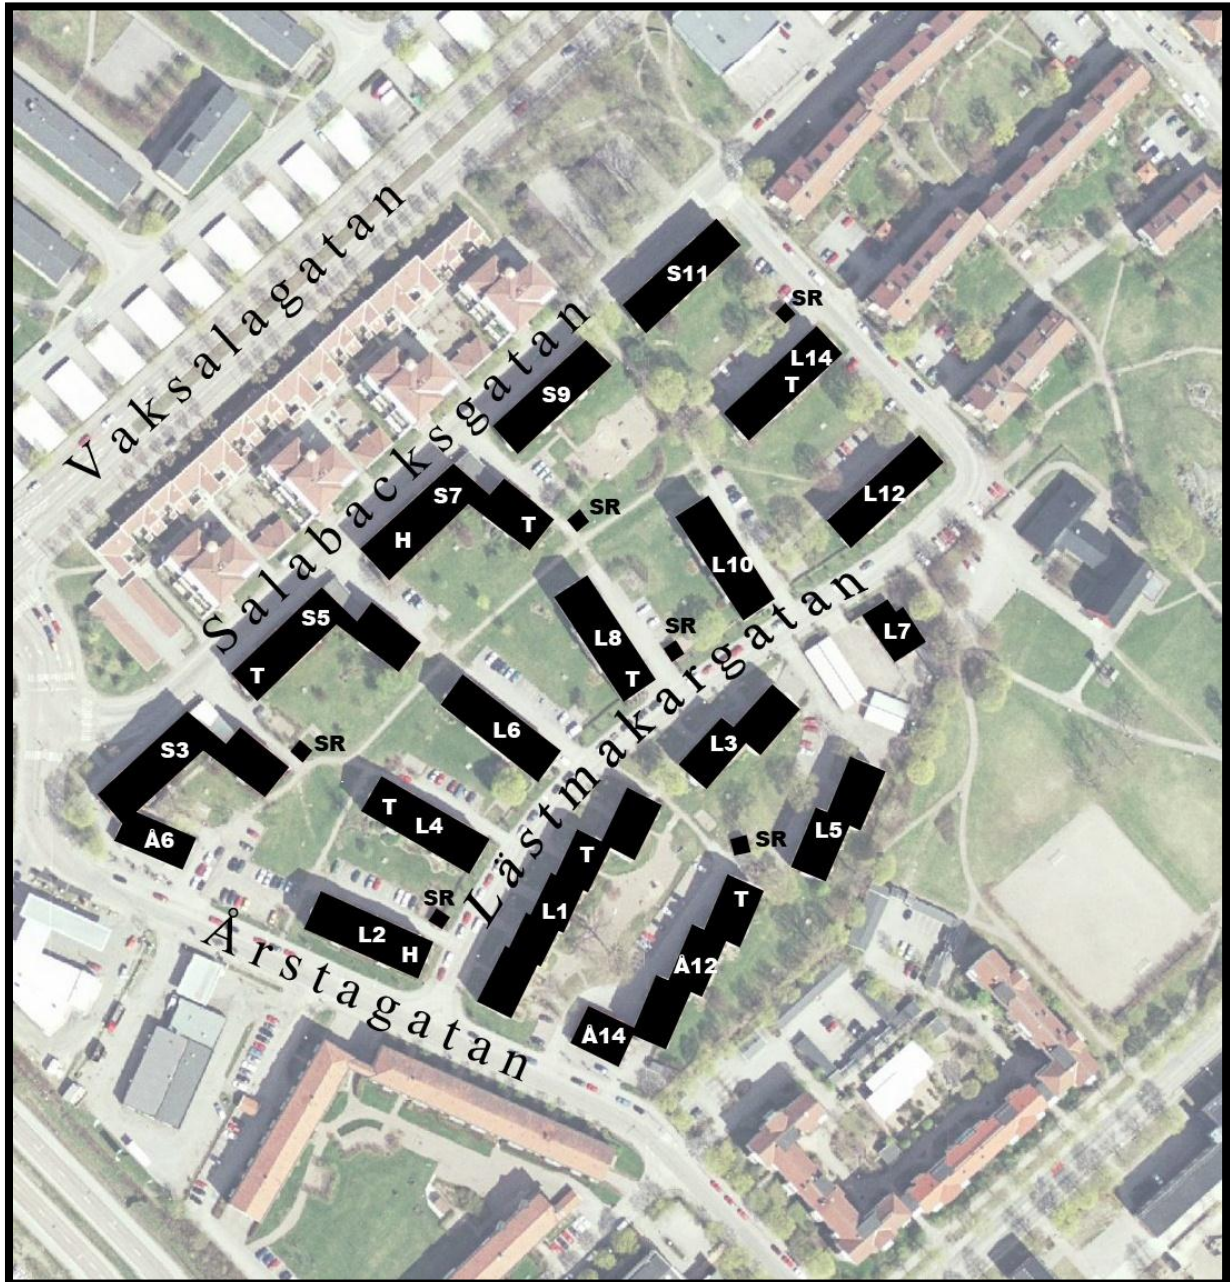 Vaksalagatan
Salabacksgatan
S11
SR
L14
T
S9
S7
T
H
SR
L12
L10
S5
T
L8
T
SR
L7
Lästmakargatan
S3
SR
L6
L3
Å6
T
L4
T
L5
SR
SR
L1
T
L2
H
Å12
Årstagatan
Å14